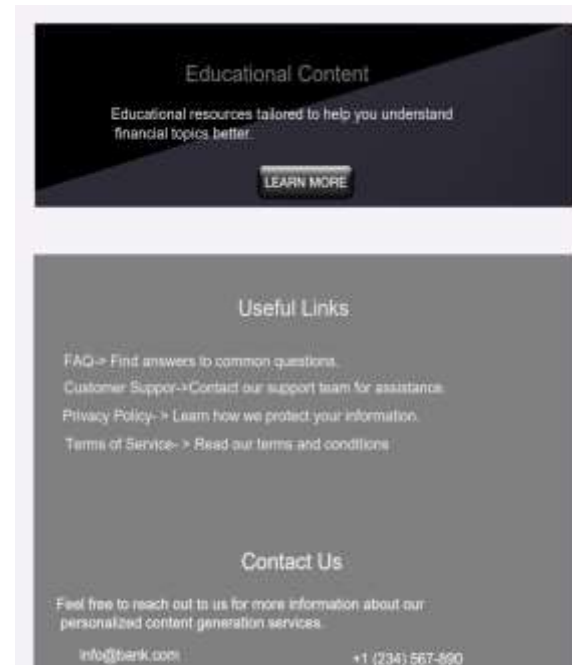 Educational Content
Educational resources tailored to help you understand
financial topics better.
LEARN MORE
Useful Links
FAQ-> Find answers to common questions.
Customer Suppor->Contact our support team for assistance.
Privacy Policy- > Learn how we protect your information.
Terms of Service- > Read our terms and conditions
Contact Us
Feel free to reach out to us for more information about our
personalized content generation services.
info@bank.com
+1 (234) 567-890